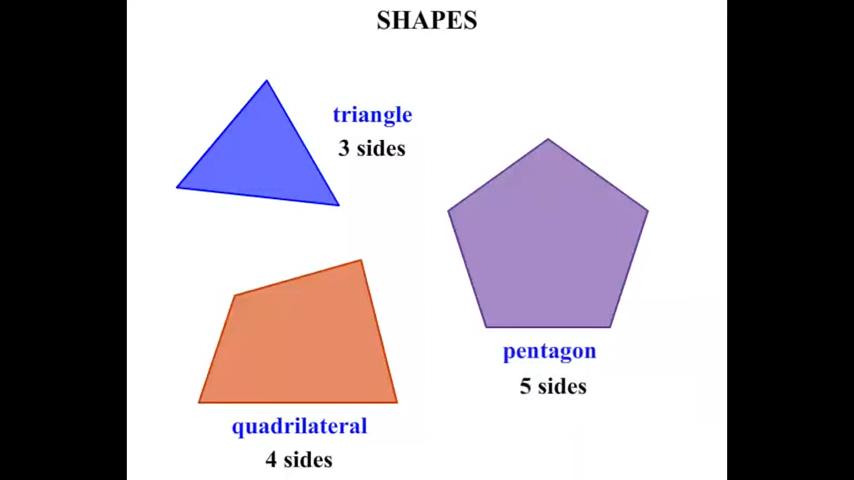 SHAPES
triangle
3 sides
pentagon
5 sides
quadrilateral
4 sides